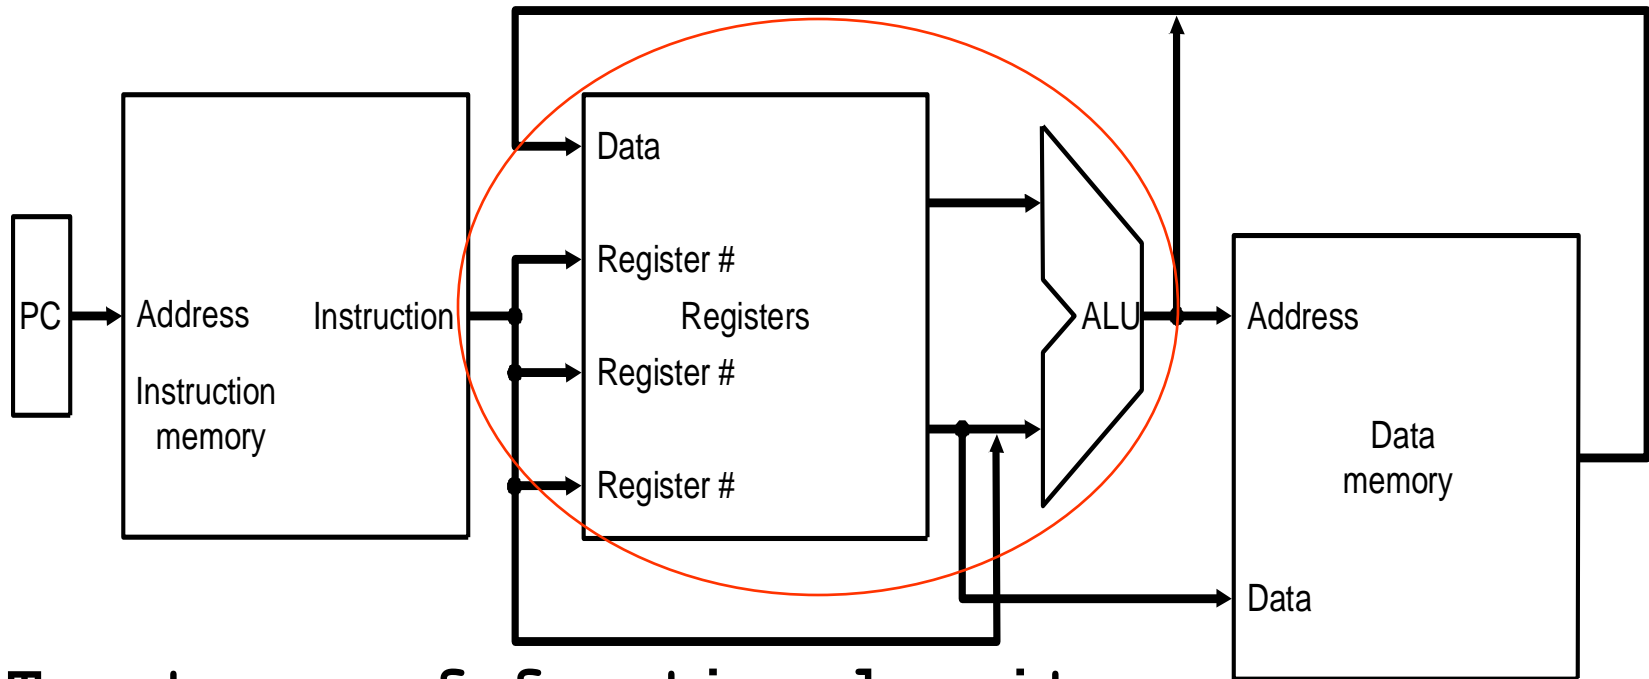 Data
Register #
PC
Address
Instruction
Registers
ALU
Address
Register #
Instruction
memory
Data
memory
Register #
Data